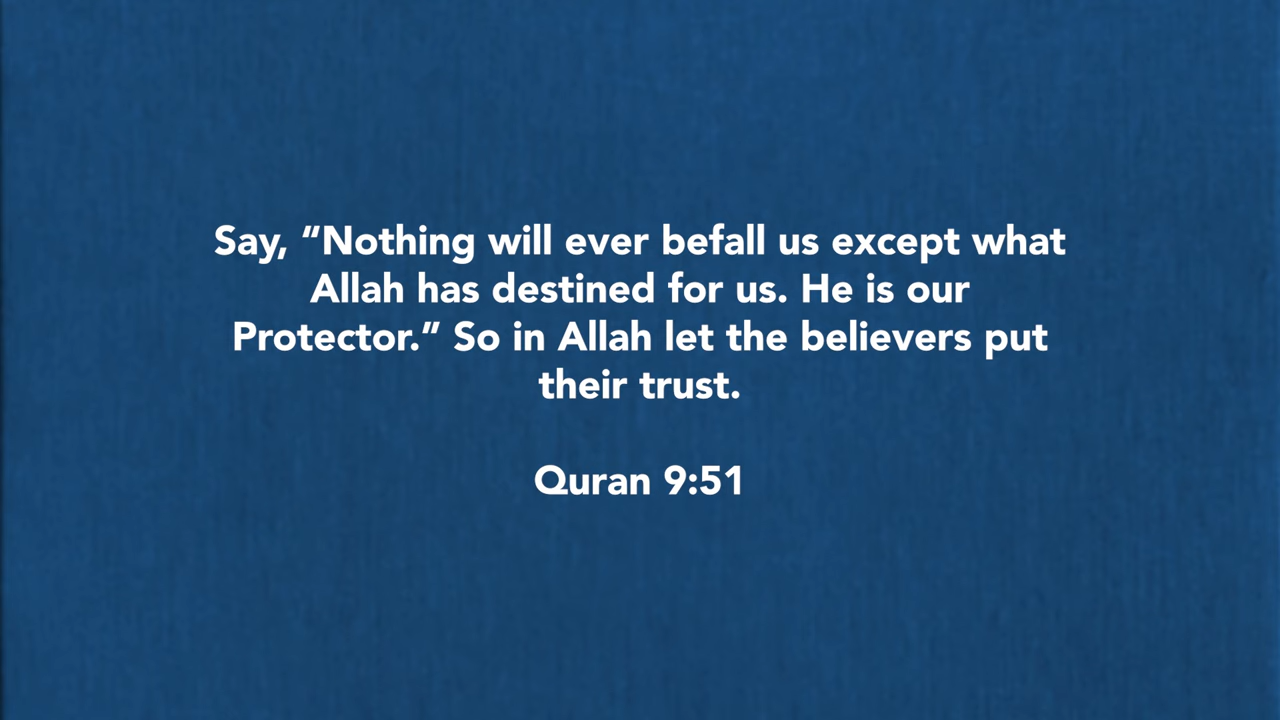 Say, “Nothing will ever befall us except what
Allah has destined for us. He is our
Protector.” So in Allah let the believers put
their trust.
Quran 9:51